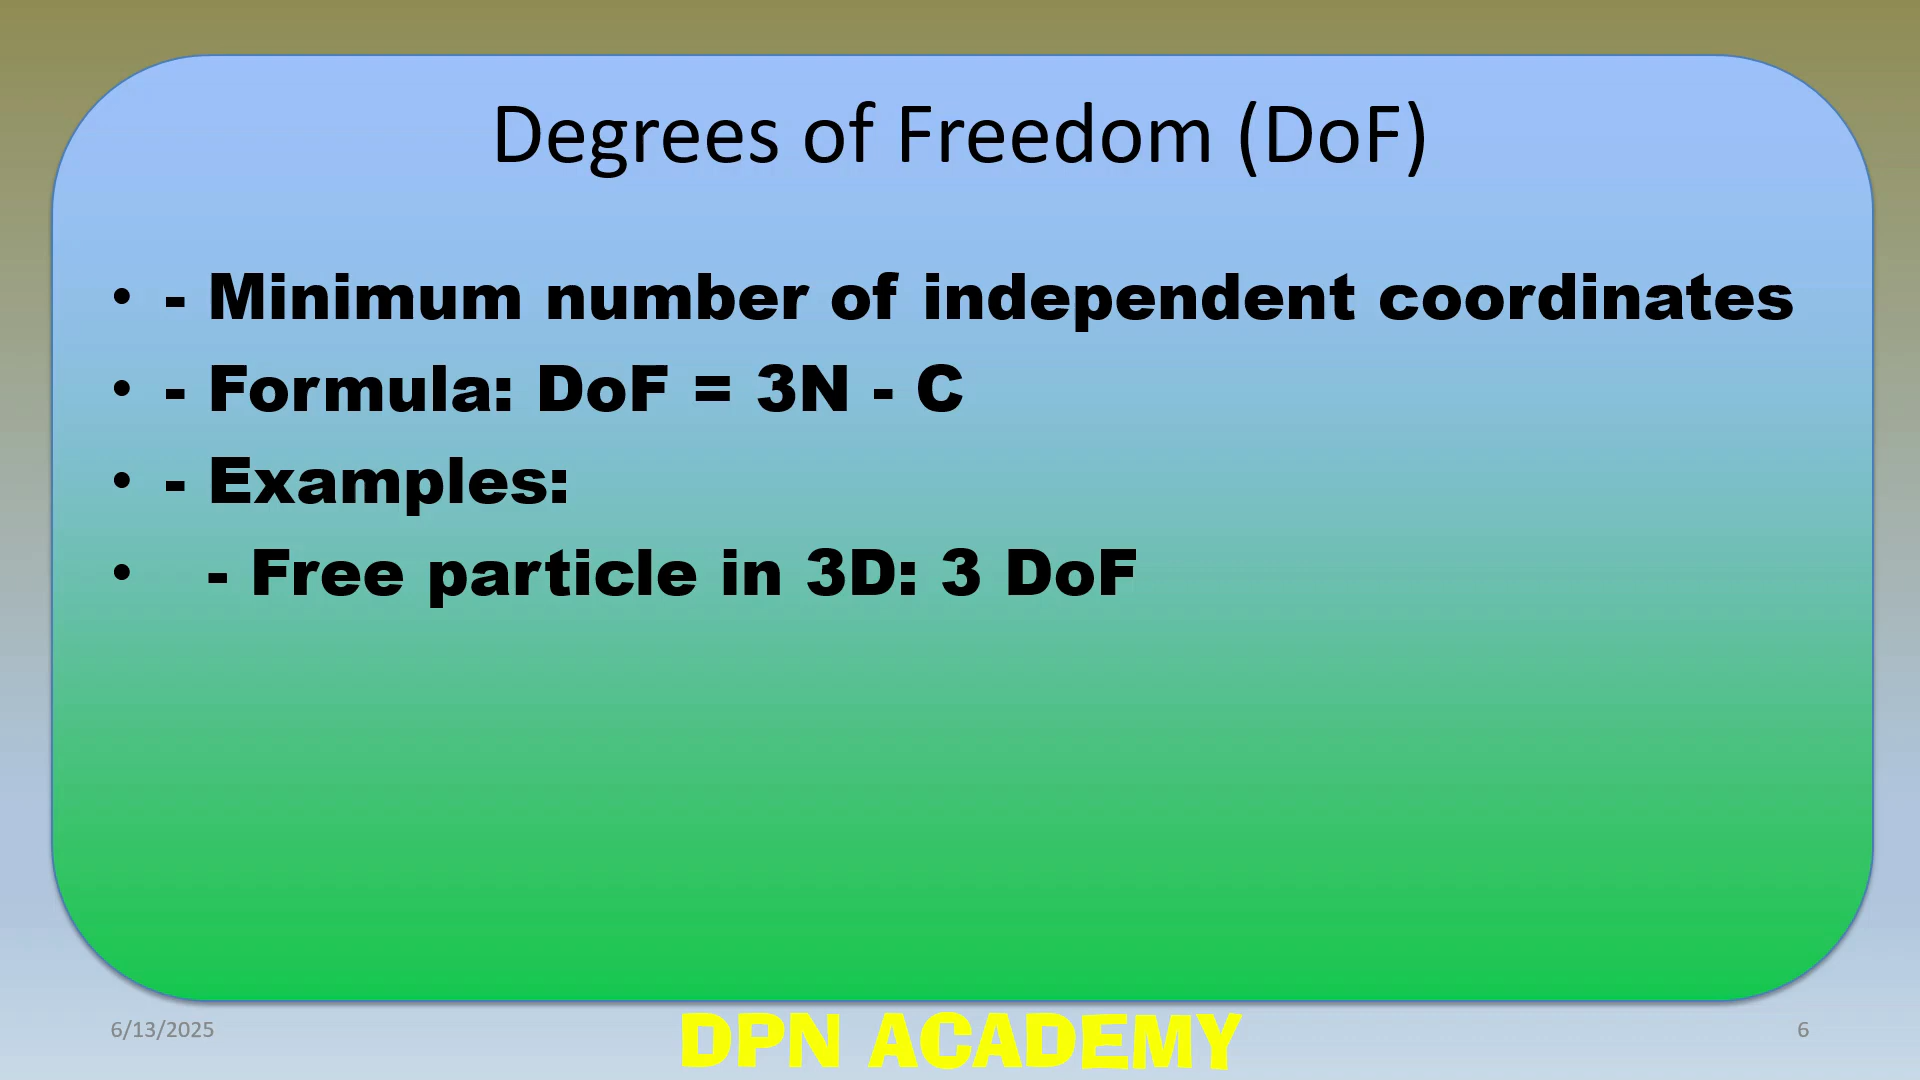 Degrees of Freedom (DoF)
• - Minimum number of independent coordinates
• - Formula: DoF = 3N - C
• - Examples:
• - Free particle in 3D: 3 DoF
6/13/2025
DPN ACADEMY
6